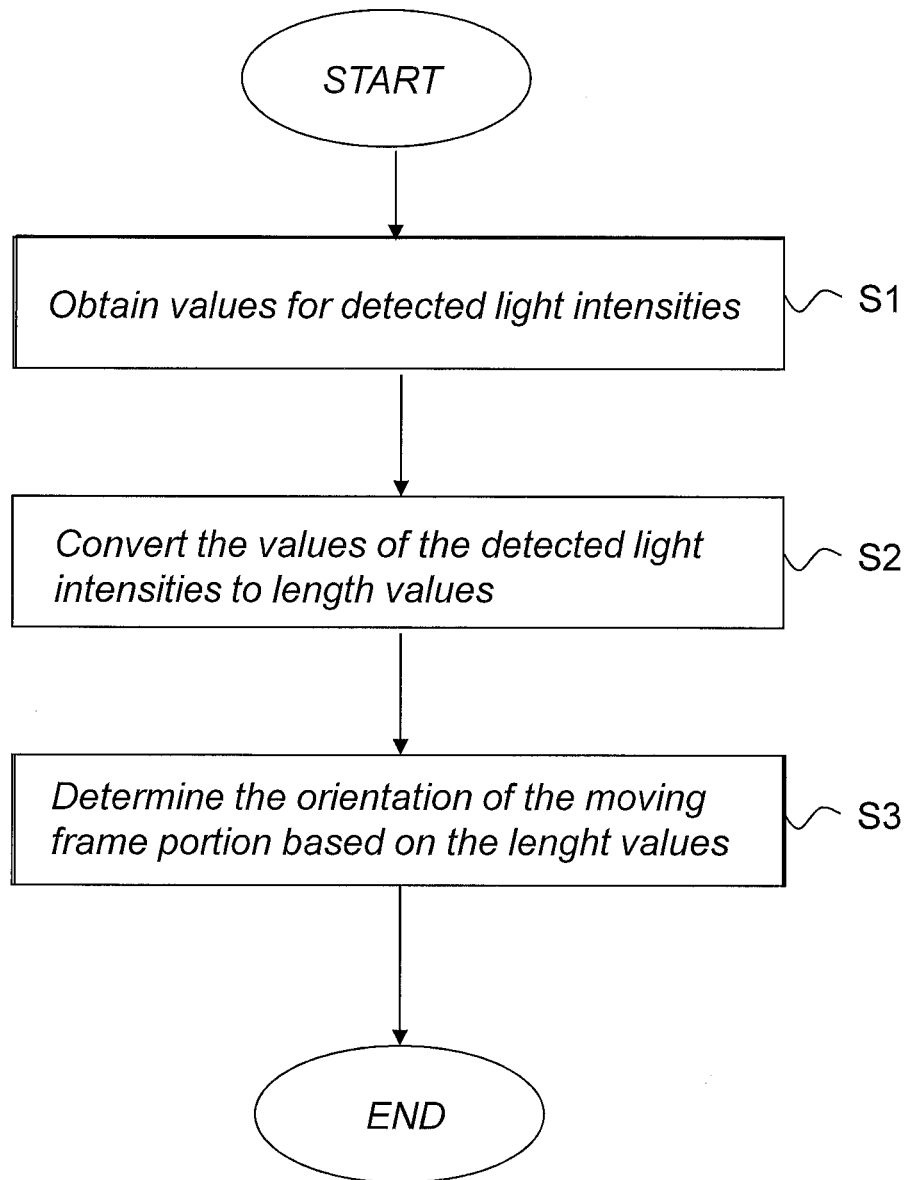 START
Obtain values for detected light intensities
S1
Convert the values of the detected light
intensities to length values
S2
Determine the orientation of the moving
frame portion based on the lenght values
S3
END